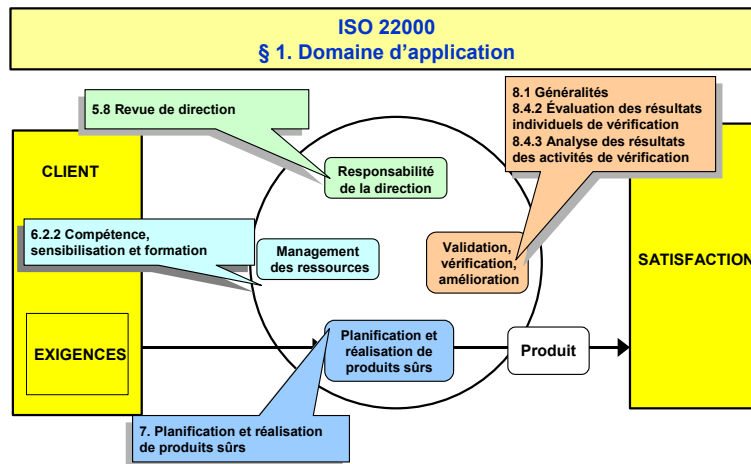 ISO 22000
§ 1. Domaine d'application
5.8 Revue de direction
8.1 Généralités
8.4.2 Évaluation des résultats
individuels de vérification
8.4.3 Analyse des résultats
des activités de vérification
CLIENT
Responsabilité
de la direction
6.2.2 Compétence,
sensibilisation et formation
Management
des ressources
Validation,
vérification,
amélioration
SATISFACTION
EXIGENCES
Planification et
réalisation de
produits sûrs
Produit
7. Planification et réalisation
de produits sûrs